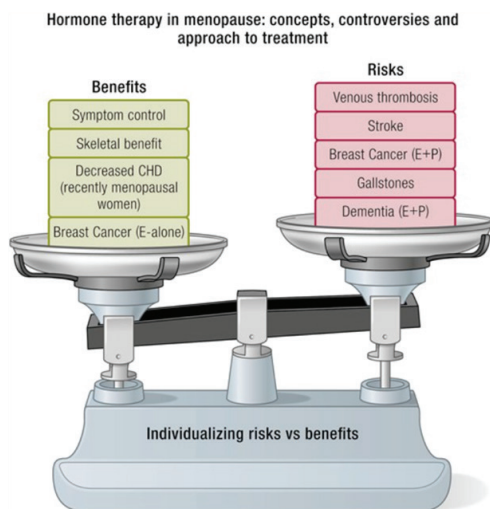 Hormone therapy in menopause: concepts, controversies and
approach to treatment
Benefits
Symptom control
Skeletal benefit
Decreased CHD
(recently menopausal
women)
Breast Cancer (E-alone)
Risks
Venous thrombosis
Stroke
Breast Cancer (E+P)
Gallstones
Dementia (E+P)
c
c
Individualizing risks vs benefits